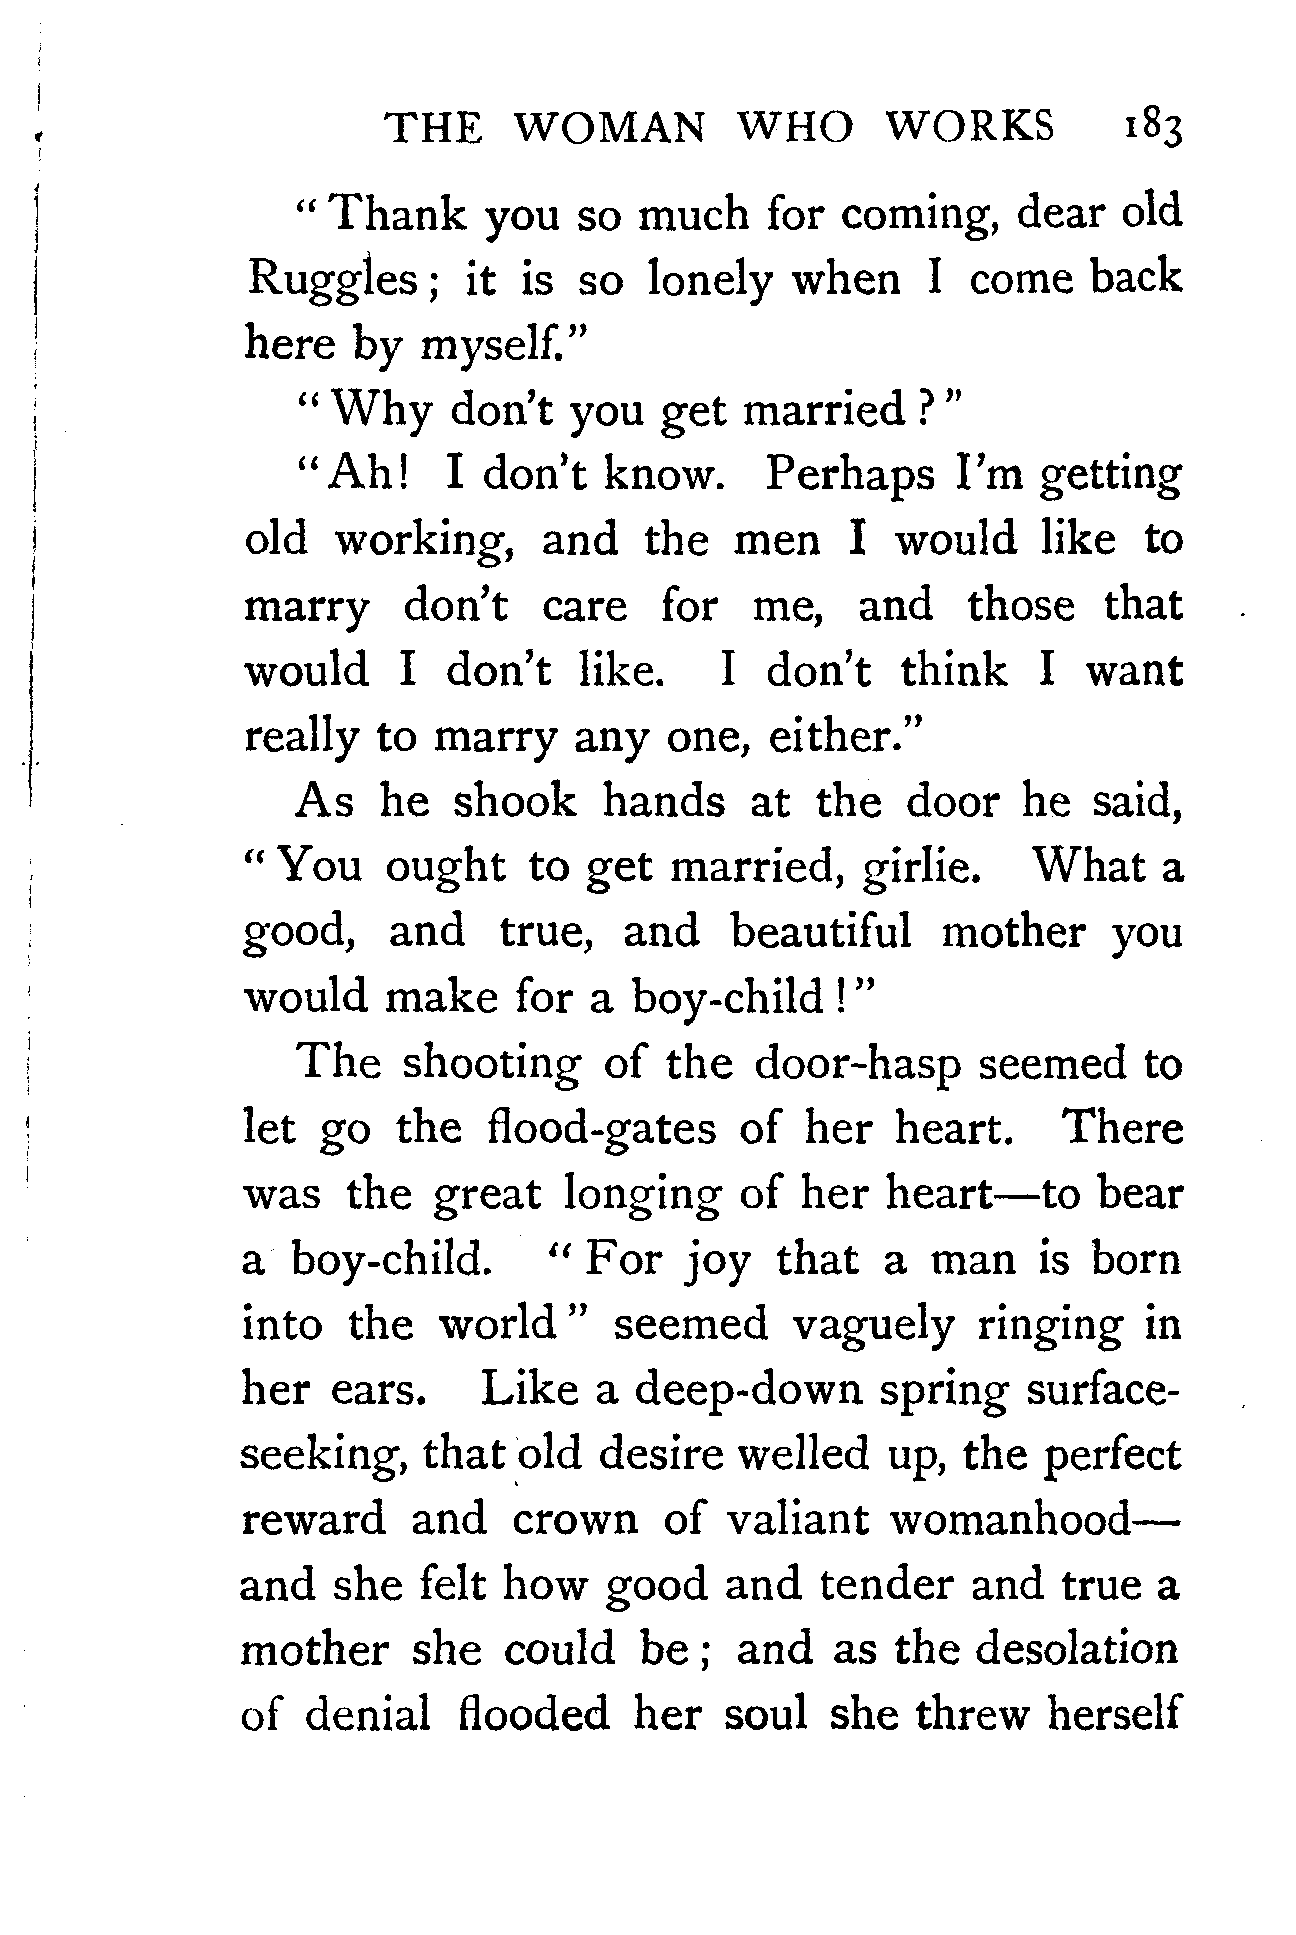 THE WOMAN WHO WORKS 183
“ Thank you so much for coming, dear old
Ruggles ; it is so lonely when I come back
here by myself.”
“ Why don’t you get married ? ”
“ Ah! I don’t know. Perhaps I’m getting
old working, and the men I would like to
marry don’t care for me, and those that
would I don’t like. I don’t think I want
really to marry any one, either.”
As he shook hands at the door he said,
“ You ought to get married, girlie. What a
good, and true, and beautiful mother you
would make for a boy-child ! ”
The shooting of the door-hasp seemed to
let go the flood-gates of her heart. There
was the great longing of her heart—to bear
a boy-child. “ For joy that a man is born
into the world ” seemed vaguely ringing in
her ears. Like a deep-down spring surface-
seeking, that old desire welled up, the perfect
reward and crown of valiant womanhood—
and she felt how good and tender and true a
mother she could be ; and as the desolation
of denial flooded her soul she threw herself